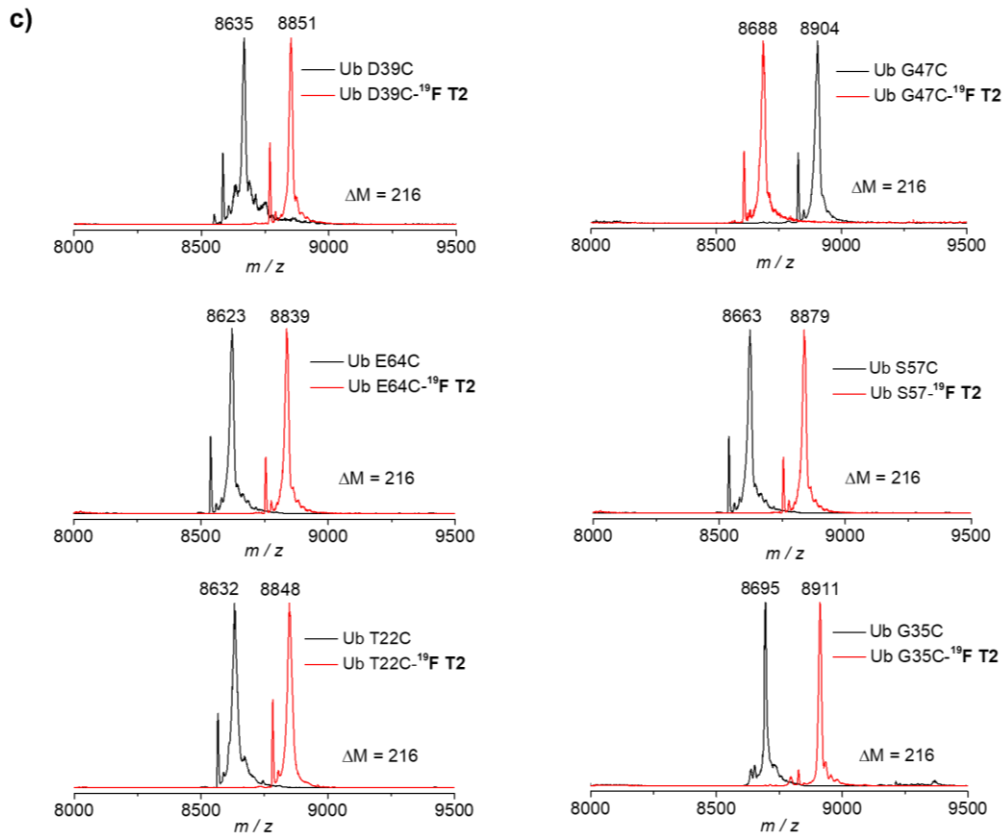 c)
8635 8851
Ub D39C
Ub D39C-¹⁹F T2
ΔM = 216
8000 8500 9000 9500
m / z
8688 8904
Ub G47C
Ub G47C-¹⁹F T2
ΔM = 216
8000 8500 9000 9500
m / z
8623 8839
Ub E64C
Ub E64C-¹⁹F T2
ΔM = 216
8000 8500 9000 9500
m / z
8663 8879
Ub S57C
Ub S57-¹⁹F T2
ΔM = 216
8000 8500 9000 9500
m / z
8632 8848
Ub T22C
Ub T22C-¹⁹F T2
ΔM = 216
8000 8500 9000 9500
m / z
8695 8911
Ub G35C
Ub G35C-¹⁹F T2
ΔM = 216
8000 8500 9000 9500
m / z